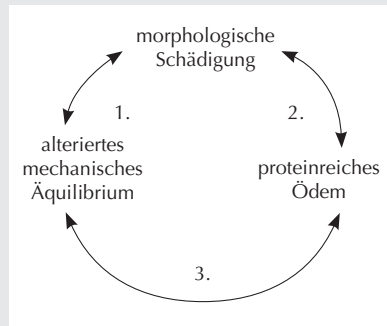 morphologische
Schädigung
1.
2.
alteriertes
mechanisches
Äquilibrium
proteinreiches
Ödem
3.